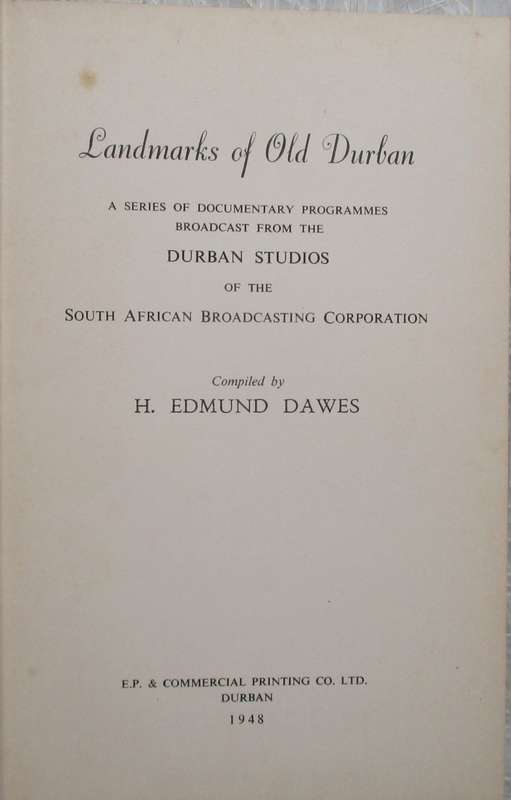 Landmarks of Old Durban
A SERIES OF DOCUMENTARY PROGRAMMES
BROADCAST FROM THE
DURBAN STUDIOS
OF THE
SOUTH AFRICAN BROADCASTING CORPORATION
Compiled by
H. EDMUND DAWES
E.P. & COMMERCIAL PRINTING CO. LTD.
DURBAN
1948